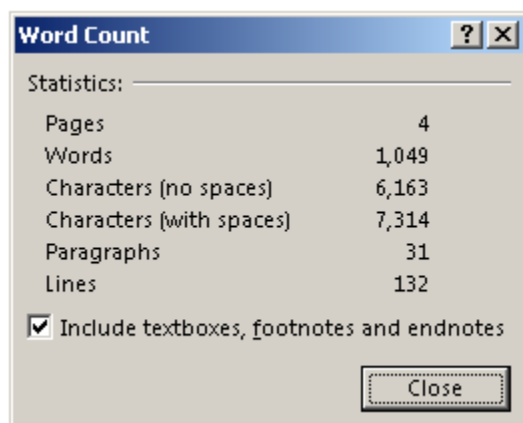 Word Count
Statistics:
Pages 4
Words 1,049
Characters (no spaces) 6,163
Characters (with spaces) 7,314
Paragraphs 31
Lines 132
Include textboxes, footnotes and endnotes
Close